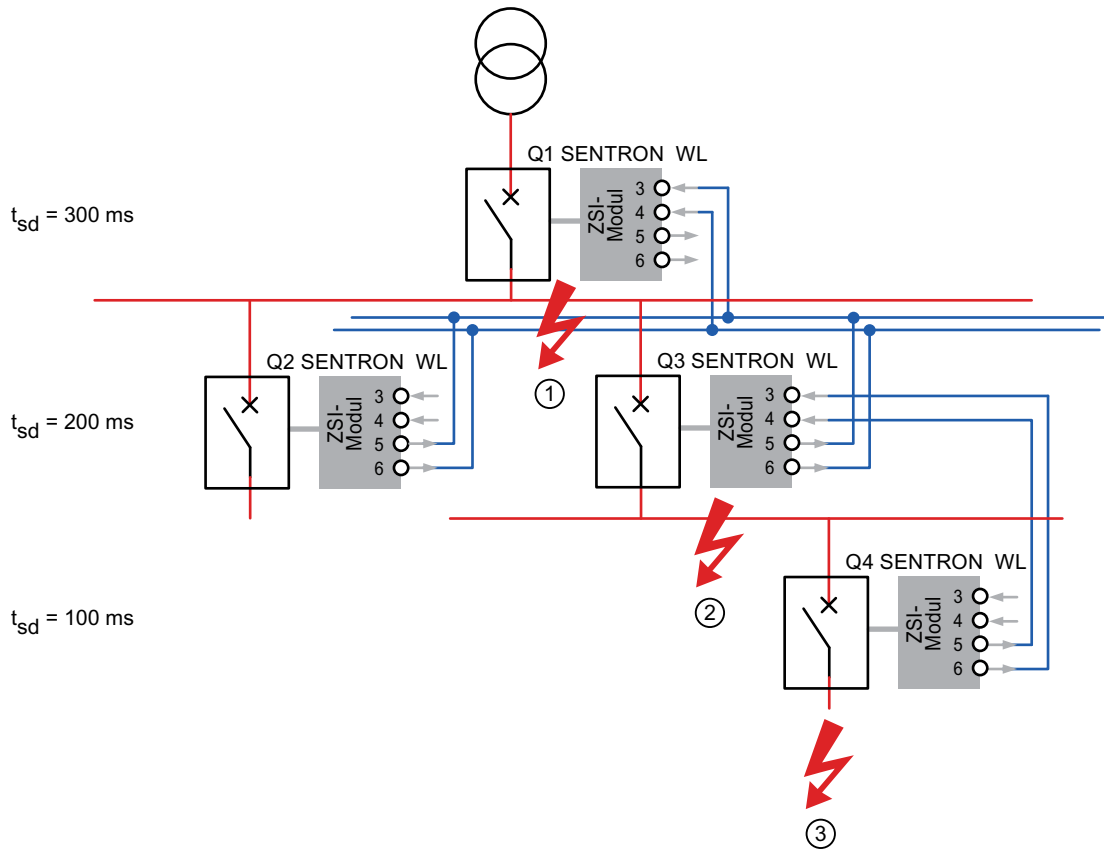 Q1 SENTRON WL
t_sd = 300 ms
ZSI-
Modul
3
4
5
6
1
Q2 SENTRON WL
Q3 SENTRON WL
t_sd = 200 ms
ZSI-
Modul
3
4
5
6
ZSI-
Modul
3
4
5
6
2
Q4 SENTRON WL
t_sd = 100 ms
ZSI-
Modul
3
4
5
6
3